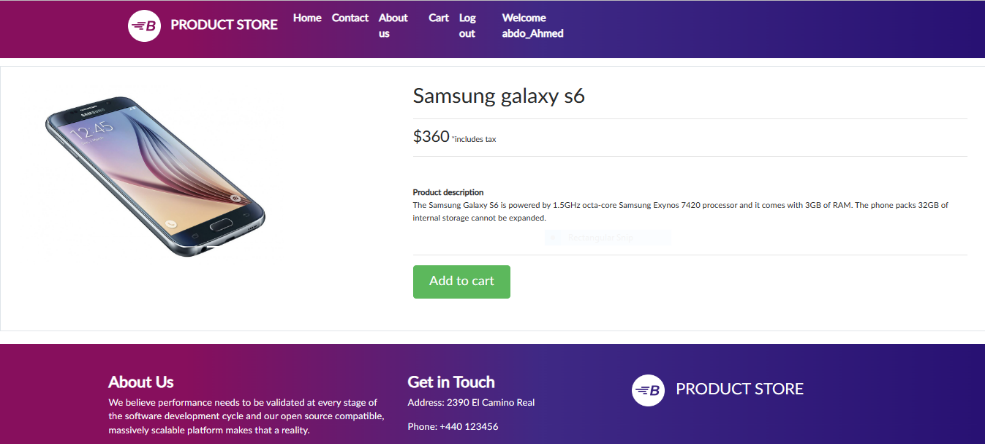 B PRODUCT STORE
Home Contact About us Cart Log out Welcome abdo_Ahmed
SAMSUNG
12:45
Samsung galaxy s6
$360 *includes tax
Product description
The Samsung Galaxy S6 is powered by 1.5GHz octa-core Samsung Exynos 7420 processor and it comes with 3GB of RAM. The phone packs 32GB of
internal storage cannot be expanded.
Add to cart
About Us
We believe performance needs to be validated at every stage of
the software development cycle and our open source compatible,
massively scalable platform makes that a reality.
Get in Touch
Address: 2390 El Camino Real
Phone: +440 123456
B PRODUCT STORE